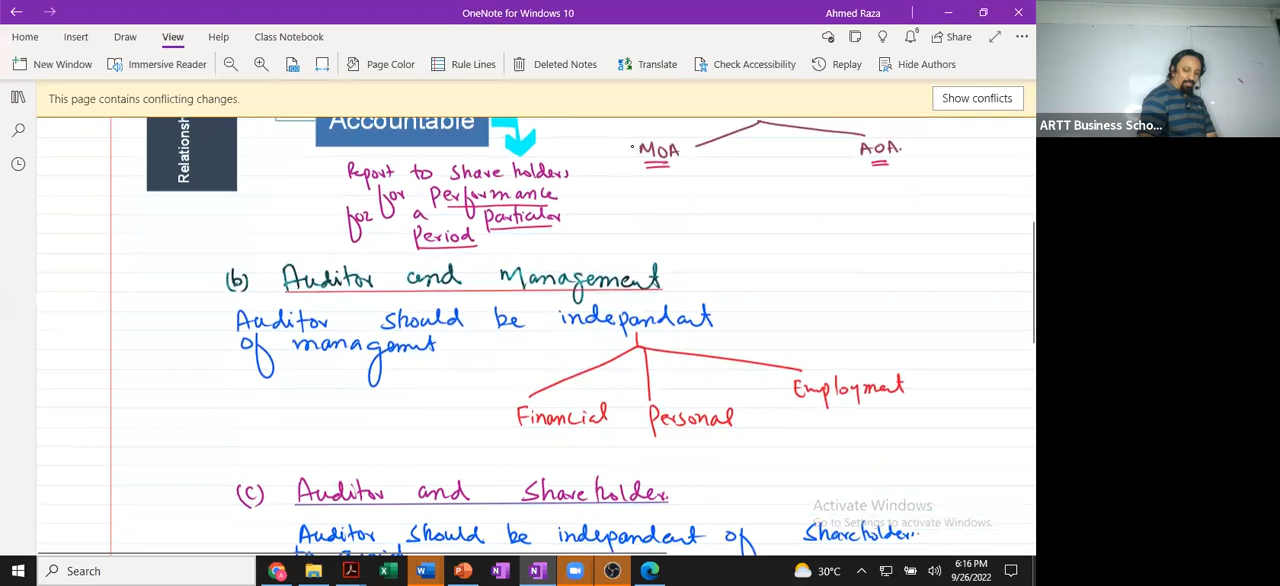 OneNote for Windows 10
Ahmed Raza
Home Insert Draw View Help Class Notebook
Share
New Window Immersive Reader Page Color Rule Lines Deleted Notes Translate Check Accessibility Replay Hide Authors
This page contains conflicting changes.
Show conflicts
ARTT Business Scho...
Relationsh
Accountable
MOA
AOA.
Report to Shareholders
for Performance
for a particular
Period
(b) Auditor and Management
Auditor should be independant
of managemt
Financial Personal Employment
(C) Auditor and Shareholder.
Auditor should be independant of Shareholder..
Activate Windows
Go to Settings to activate Windows.
Search
30°C
6:16 PM
9/26/2022